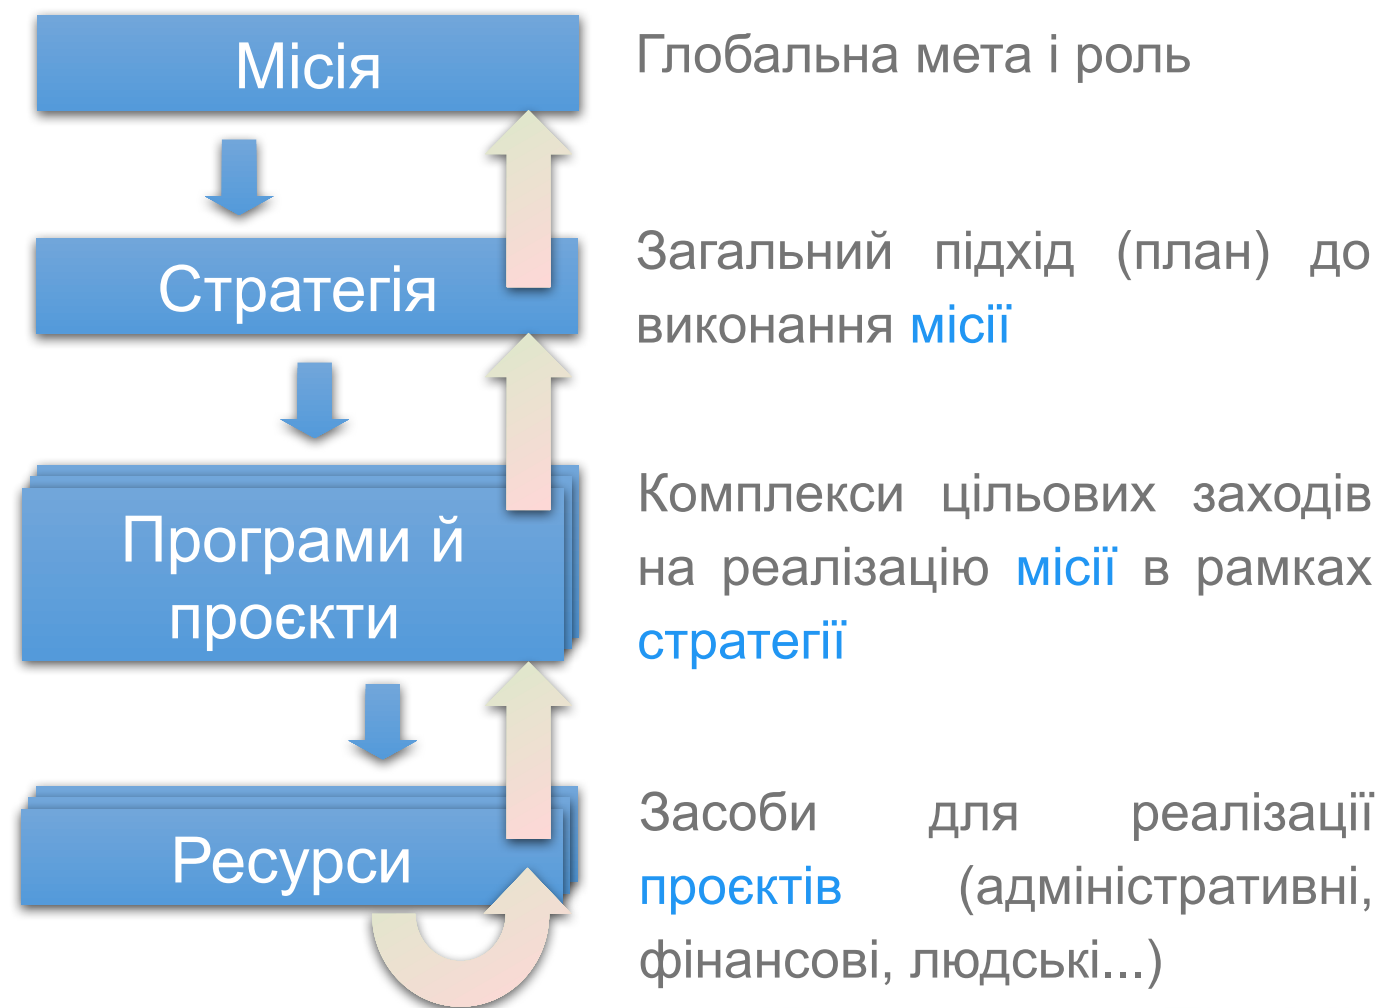 Місія
Глобальна мета і роль
Стратегія
Загальний підхід (план) до
виконання місії
Програми й
проєкти
Комплекси цільових заходів
на реалізацію місії в рамках
стратегії
Ресурси
Засоби для реалізації
проєктів (адміністративні,
фінансові, людські...)